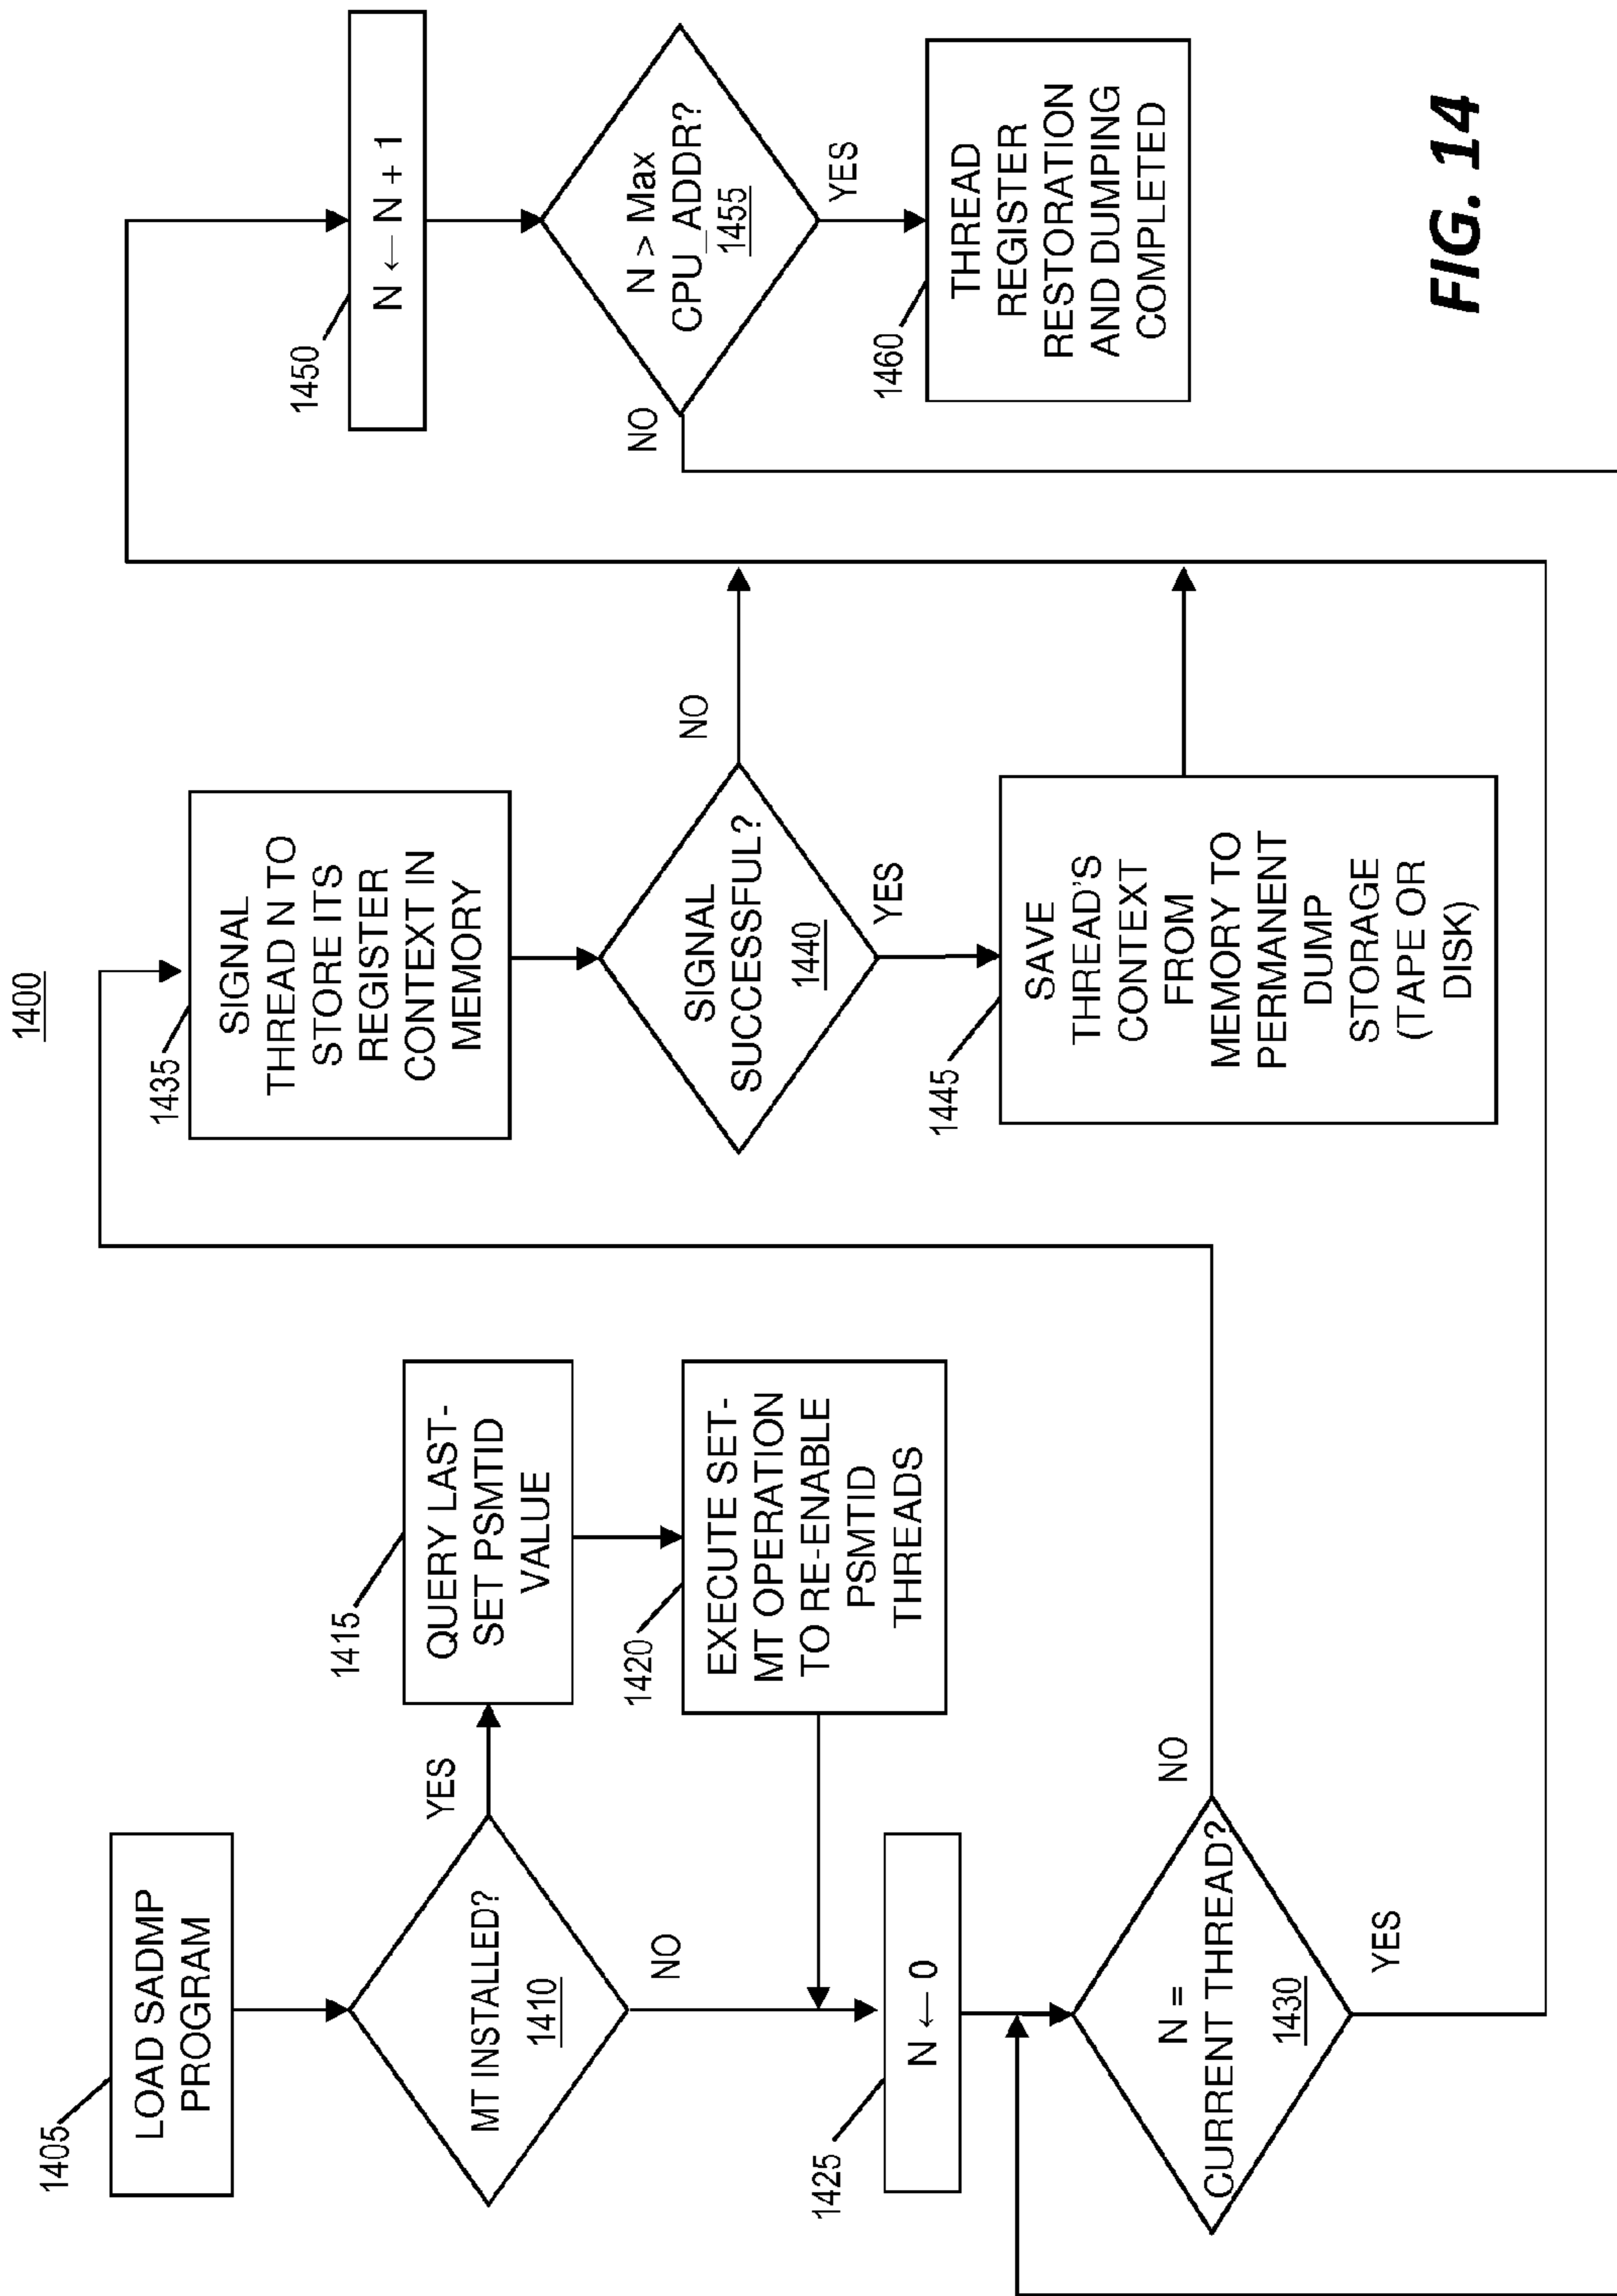 1400
1405
LOAD SADMP
PROGRAM
MT INSTALLED?
1410
YES
NO
1415
QUERY LAST-
SET PSMTID
VALUE
1420
EXECUTE SET-
MT OPERATION
TO RE-ENABLE
PSMTID
THREADS
1425
N ← 0
N =
CURRENT THREAD?
1430
NO
YES
1435
SIGNAL
THREAD N TO
STORE ITS
REGISTER
CONTEXT IN
MEMORY
SIGNAL
SUCCESSFUL?
1440
NO
YES
1445
SAVE
THREAD'S
CONTEXT
FROM
MEMORY TO
PERMANENT
DUMP
STORAGE
(TAPE OR
DISK)
1450
N ← N + 1
N > Max
CPU_ADDR?
1455
NO
YES
1460
THREAD
REGISTER
RESTORATION
AND DUMPING
COMPLETED
FIG. 14